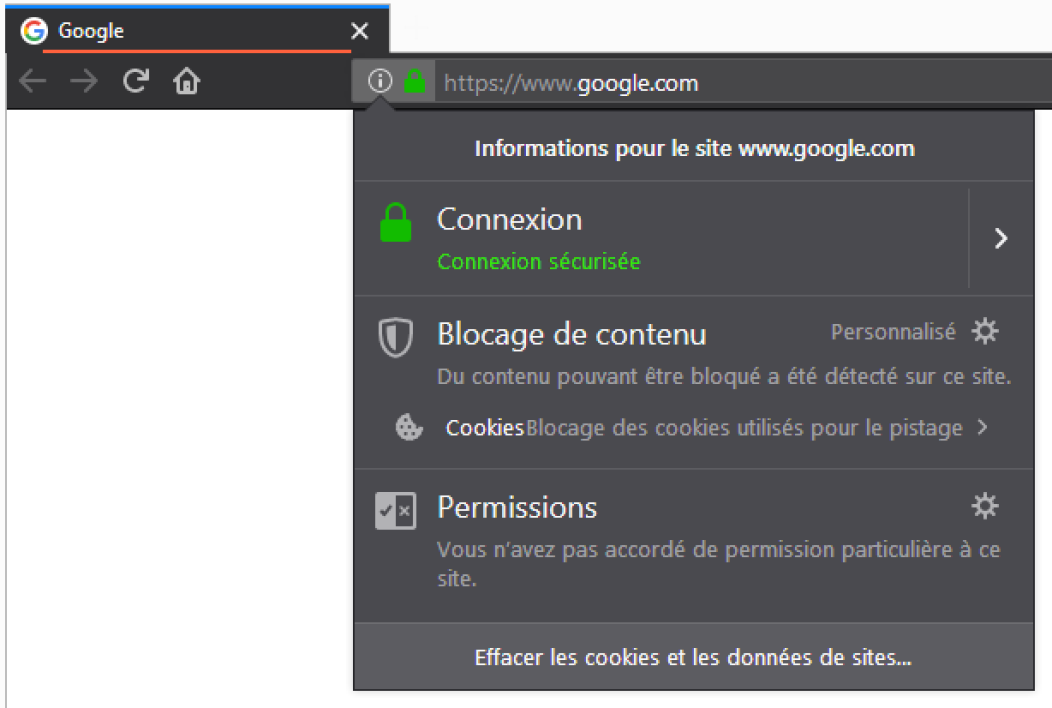 Google
https://www.google.com
Informations pour le site www.google.com
Connexion
Connexion sécurisée
Blocage de contenu Personnalisé
Du contenu pouvant être bloqué a été détecté sur ce site.
Cookies Blocage des cookies utilisés pour le pistage
Permissions
Vous n'avez pas accordé de permission particulière à ce
site.
Effacer les cookies et les données de sites...